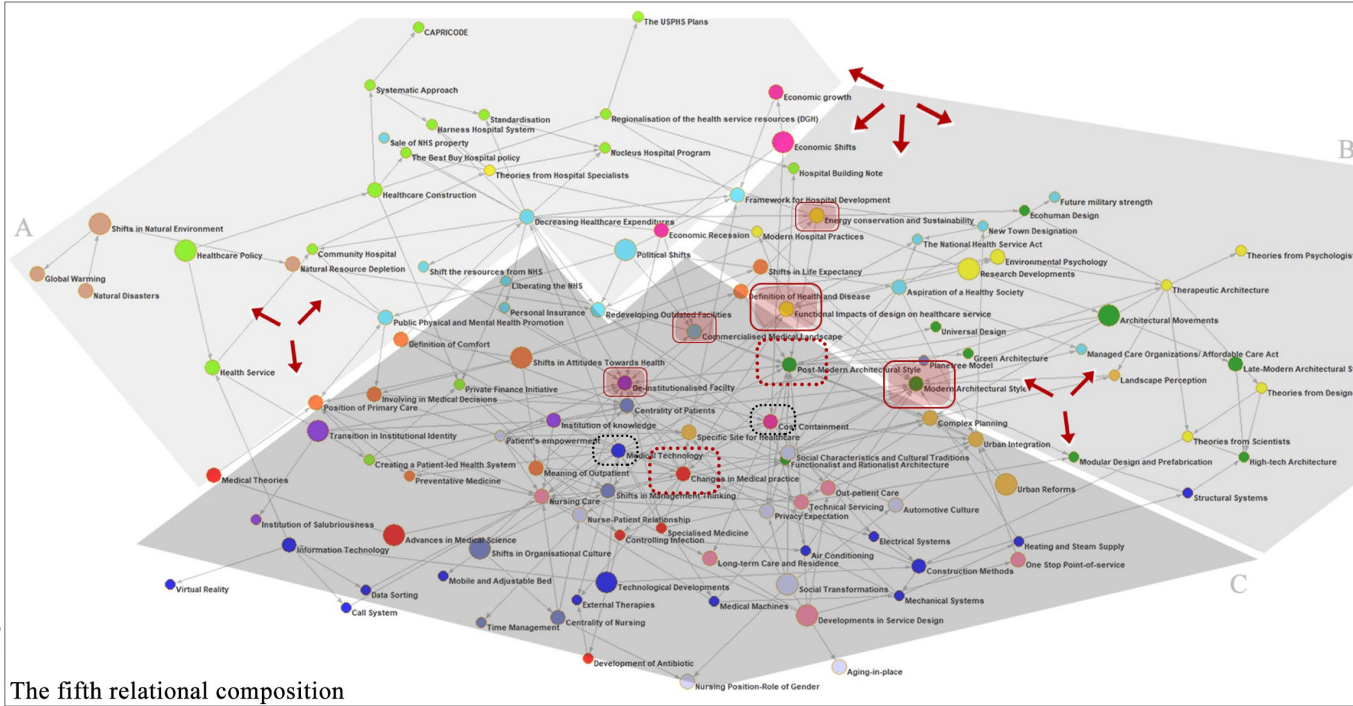 The USPHS Plans
CAPRICODE
Systematic Approach
Economic growth
Standardisation
Regionalisation of the health service resources (DGH)
Harness Hospital System
Sale of NHS property
Economic Shifts
B
The Best Buy Hospital policy
Nucleus Hospital Program
Theories from Hospital Specialists
Hospital Building Note
Healthcare Construction
Framework for Hospital Development
Future military strength
Decreasing Healthcare Expenditures
Energy conservation and Sustainability
Ecohuman Design
A
Shifts in Natural Environment
Economic Recession
Modern Hospital Practices
New Town Designation
The National Health Service Act
Healthcare Policy
Community Hospital
Political Shifts
Environmental Psychology
Theories from Psychologist
Global Warming
Natural Resource Depletion
Shift the resources from NHS
Shifts in Life Expectancy
Research Developments
Natural Disasters
Liberating the NHS
Definition of Health and Disease
Aspiration of a Healthy Society
Therapeutic Architecture
Personal Insurance
Redeveloping Outdated Facilities
Functional Impacts of design on healthcare service
Public Physical and Mental Health Promotion
Architectural Movements
Commercialised Medical Landscape
Universal Design
Definition of Comfort
Shifts in Attitudes Towards Health
Managed Care Organizations/ Affordable Care Act
Green Architecture
Health Service
Post-Modern Architectural Style
Planetree Model
Late-Modern Architectural St
Private Finance Initiative
De-institutionalised Facilty
Modern Architectural Style
Landscape Perception
Theories from Design
Involving in Medical Decisions
Position of Primary Care
Centrality of Patients
Institution of knowledge
Cost Containment
Complex Planning
Transition in Institutional Identity
Patient's empowerment
Specific Site for Healthcare
Urban Integration
Theories from Scientists
Medical Technology
Social Characteristics and Cultural Traditions
Creating a Patient-led Health System
Functionalist and Rationalist Architecture
Modular Design and Prefabrication
High-tech Architecture
Medical Theories
Preventative Medicine
Meaning of Outpatient
Changes in Medical practice
Urban Reforms
Shifts in Management Thinking
Out-patient Care
Structural Systems
Nursing Care
Technical Servicing
Automotive Culture
Institution of Salubriousness
Nurse-Patient Relationship
Privacy Expectation
Advances in Medical Science
Specialised Medicine
Controlling Infection
Electrical Systems
Information Technology
Shifts in Organisational Culture
Air Conditioning
Heating and Steam Supply
Long-term Care and Residence
One Stop Point-of-service
Construction Methods
Virtual Reality
Mobile and Adjustable Bed
Technological Developments
Social Transformations
C
Data Sorting
External Therapies
Medical Machines
Mechanical Systems
Call System
Time Management
Centrality of Nursing
Developments in Service Design
Development of Antibiotic
Aging-in-place
Nursing Position-Role of Gender
The fifth relational composition